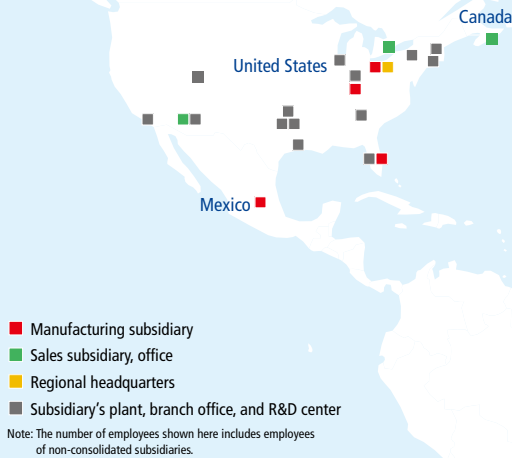 Canada
United States
Mexico
Manufacturing subsidiary
Sales subsidiary, office
Regional headquarters
Subsidiary's plant, branch office, and R&D center
Note: The number of employees shown here includes employees
of non-consolidated subsidiaries.